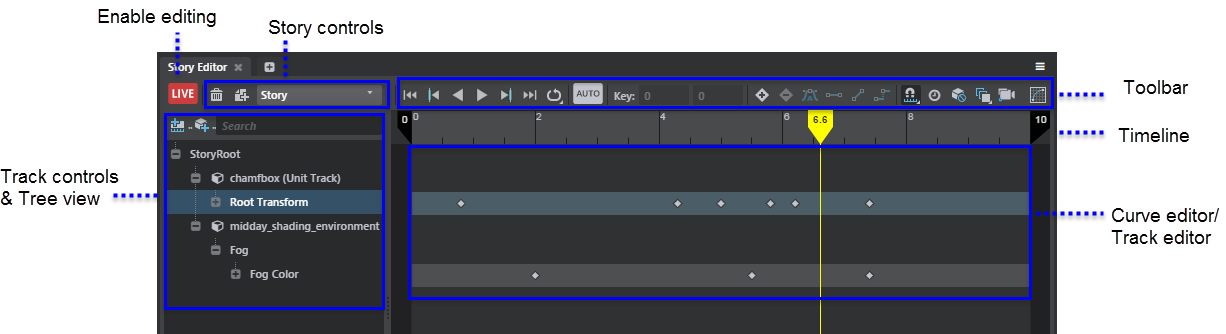 Enable editing
Story controls
Story Editor
LIVE
Story
AUTO
Key: 0 0
Toolbar
Search
0 0 2 4 6 6.6 8 10
Timeline
StoryRoot
chamfbox (Unit Track)
Root Transform
midday_shading_environment
Fog
Fog Color
Track controls
& Tree view
Curve editor/
Track editor